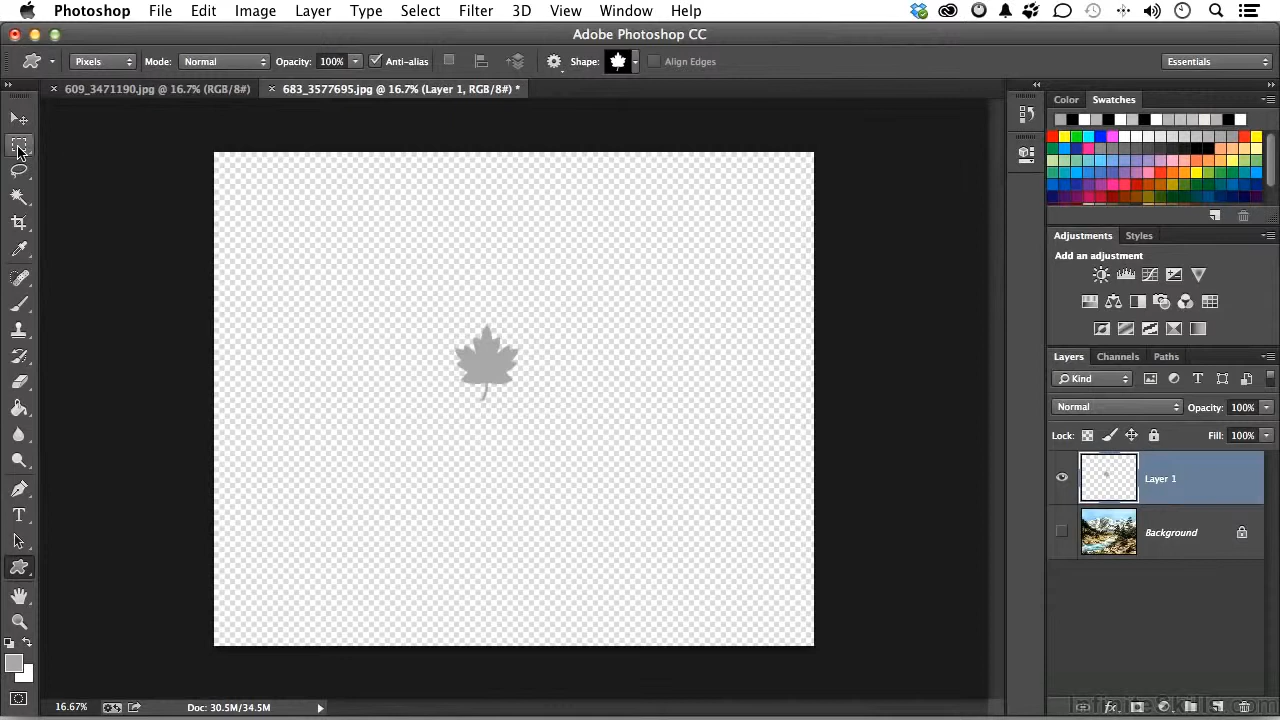 Photoshop File Edit Image Layer Type Select Filter 3D View Window Help
Adobe Photoshop CC
Pixels Mode: Normal Opacity: 100% Anti-alias Shape: Align Edges Essentials
609_3471190.jpg @ 16.7% (RGB/8#) 683_3577695.jpg @ 16.7% (Layer 1, RGB/8#) *
Color Swatches
Adjustments Styles
Add an adjustment
Layers Channels Paths
Kind
Normal Opacity: 100%
Lock: Fill: 100%
Layer 1
Background
16.67% Doc: 30.5M/34.5M
InfiniteSkills.com